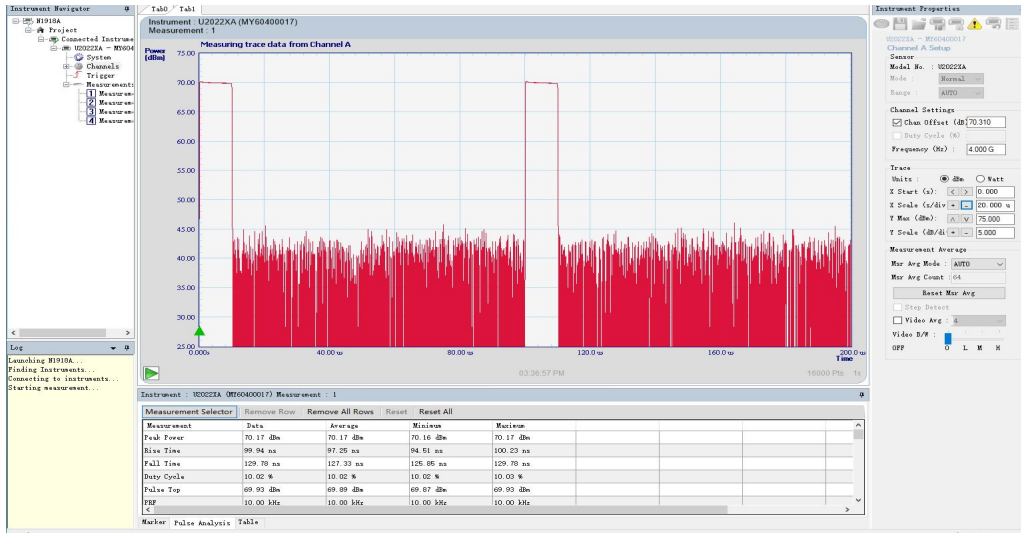 Instrument Navigator
N1918A
Project
Connected Instrume
U2022XA - MY604
System
Channels
Trigger
Measurement:
1 Measurem
2 Measurem
3 Measurem
4 Measurem
Log
Launching N1918A...
Finding Instruments...
Connecting to instruments...
Starting measurement...
Tab0 Tab1
Instrument : U2022XA (MY60400017)
Measurement : 1
Power
(dBm)
Measuring trace data from Channel A
75.00
70.00
65.00
60.00
55.00
50.00
45.00
40.00
35.00
30.00
25.00
0.000s 40.00 us 80.00 us 120.0 us 160.0 us 200.0 us
Time
03:36:57 PM
16000 Pts 1x
Instrument : U2022XA (MY60400017) Measurement : 1
Measurement Selector Remove Row Remove All Rows Reset Reset All
Measurement Data Average Minimum Maximum
Peak Power 70.17 dBm 70.17 dBm 70.16 dBm 70.17 dBm
Rise Time 99.94 ns 97.25 ns 94.51 ns 100.23 ns
Fall Time 129.78 ns 127.33 ns 125.85 ns 129.78 ns
Duty Cycle 10.02 % 10.02 % 10.02 % 10.03 %
Pulse Top 69.93 dBm 69.89 dBm 69.87 dBm 69.93 dBm
PRF 10.00 kHz 10.00 kHz 10.00 kHz 10.00 kHz
Marker Pulse Analysis Table
Instrument Properties
U2022XA - MY60400017
Channel A Setup
Sensor
Model No. : U2022XA
Mode : Normal
Range : AUTO
Channel Settings
Chan Offset (dB) 70.310
Duty Cycle (%) :
Frequency (Hz) : 4.000 G
Trace
Units : dBm Watt
X Start (s): < > 0.000
X Scale (s/div + - 20.000 u
Y Max (dBm): 75.000
Y Scale (dB/di + - 5.000
Measurement Average
Msr Avg Mode : AUTO
Msr Avg Count :64
Reset Msr Avg
Step Detect
Video Avg : 4
Video B/W :
OFF O L M H